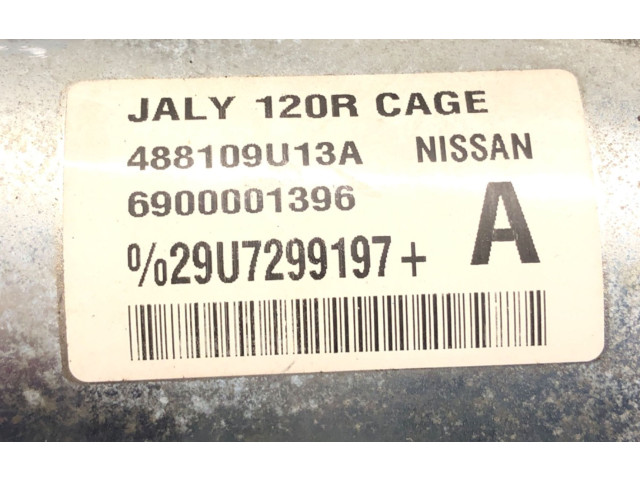 JALY 120R CAGE
488109U13A NISSAN
6900001396
A
%29U7299197+